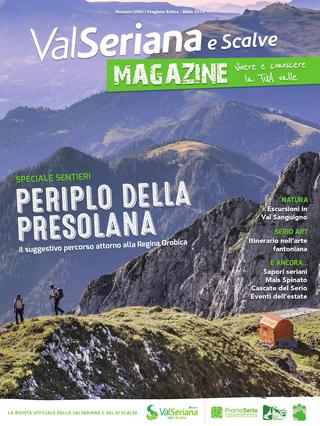 Numero UNO | Stagione Estiva - Anno 2014
ValSeriana e Scalve
MAGAZINE
vivere e conoscere
la TUA valle
SPECIALE SENTIERI
PERIPLO DELLA
PRESOLANA
Il suggestivo percorso attorno alla Regina Orobica
NATURA
Escursioni in
Val Sanguigno
SERIO ART
Itinerario nell'arte
fantoniana
E ANCORA...
Sapori seriani
Mais Spinato
Cascate del Serio
Eventi dell'estate
LA RIVISTA UFFICIALE DELLA VALSERIANA E VAL DI SCALVE
ValSeriana
PromoSerio